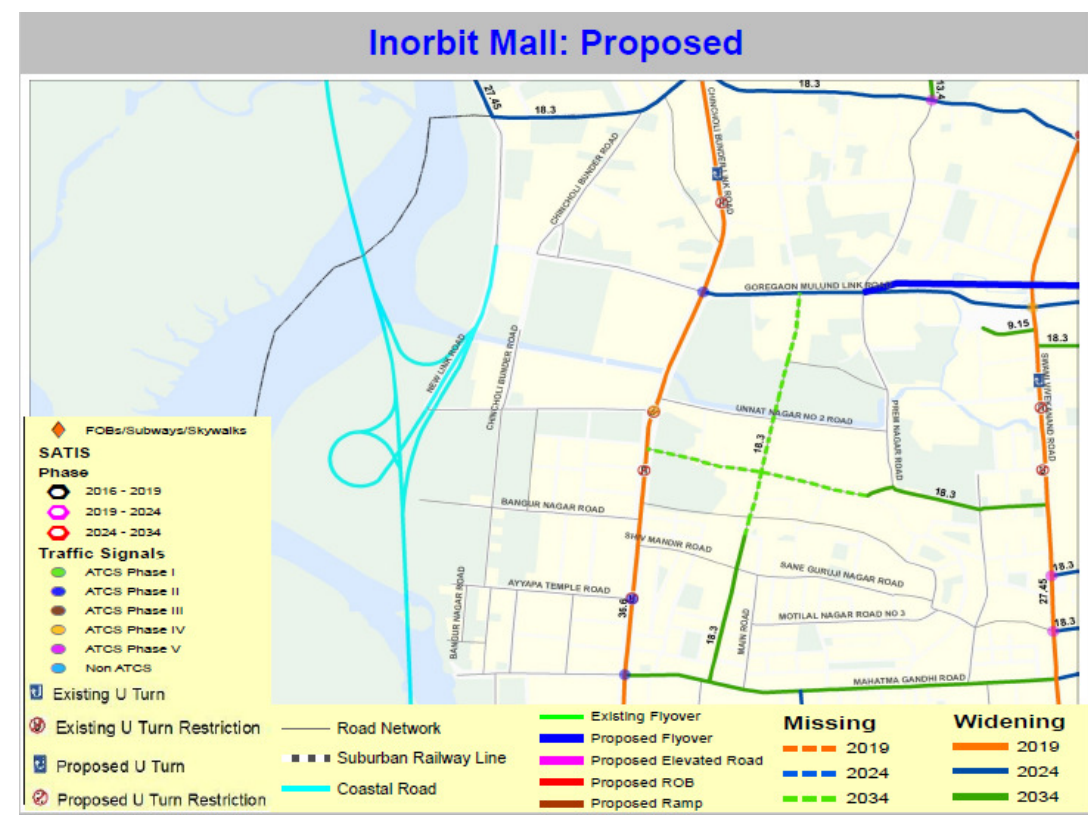 Inorbit Mall: Proposed
27.45
18.3
18.3
13.4
CHINCHOLI BUNDER ROAD
CHINCHOLI BUNDER LINK ROAD
GOREGAON MULUND LINK ROAD
9.15
18.3
NEW LINK ROAD
CHINCHOLI BUNDER ROAD
SWAMI VIVEKANAND ROAD
UNNAT NAGAR NO 2 ROAD
PREM NAGAR ROAD
18.3
18.3
BANGUR NAGAR ROAD
SHIV MANDIR ROAD
SANE GURUJI NAGAR ROAD
18.3
BANGUR NAGAR ROAD
AYYAPA TEMPLE ROAD
36.6
18.3
MAIN ROAD
MOTILAL NAGAR ROAD NO 3
27.45
18.3
MAHATMA GANDHI ROAD
FOBs/Subways/Skywalks
SATIS
Phase
2016 - 2019
2019 - 2024
2024 - 2034
Traffic Signals
ATCS Phase I
ATCS Phase II
ATCS Phase III
ATCS Phase IV
ATCS Phase V
Non ATCS
Existing U Turn
Existing U Turn Restriction
Proposed U Turn
Proposed U Turn Restriction
Road Network
Suburban Railway Line
Coastal Road
Existing Flyover
Proposed Flyover
Proposed Elevated Road
Proposed ROB
Proposed Ramp
Missing
2019
2024
2034
Widening
2019
2024
2034